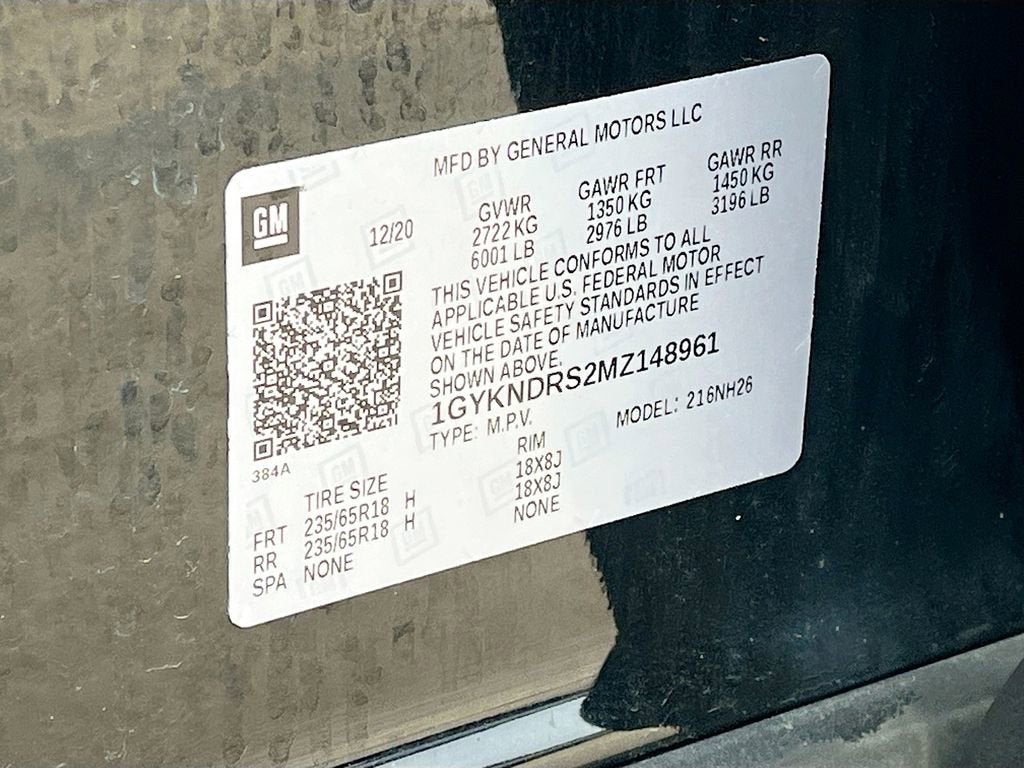 MFD BY GENERAL MOTORS LLC
GM
12/20
GVWR GAWR FRT GAWR RR
2722 KG 1350 KG 1450 KG
6001 LB 2976 LB 3196 LB
THIS VEHICLE CONFORMS TO ALL
APPLICABLE U.S. FEDERAL MOTOR
VEHICLE SAFETY STANDARDS IN EFFECT
ON THE DATE OF MANUFACTURE
SHOWN ABOVE.
1GYKNDRS2MZ148961
TYPE: M.P.V. MODEL: 216NH26
384A
TIRE SIZE RIM
FRT 235/65R18 H 18X8J
RR 235/65R18 H 18X8J
SPA NONE NONE